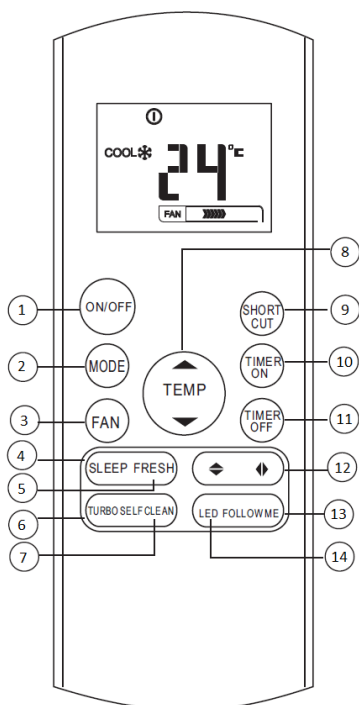 COOL 24°C
FAN
8
1 ON/OFF SHORT CUT 9
2 MODE TEMP TIMER ON 10
3 FAN TIMER OFF 11
4 SLEEP FRESH 12
5
6 TURBO SELF CLEAN LED FOLLOW ME 13
7 14